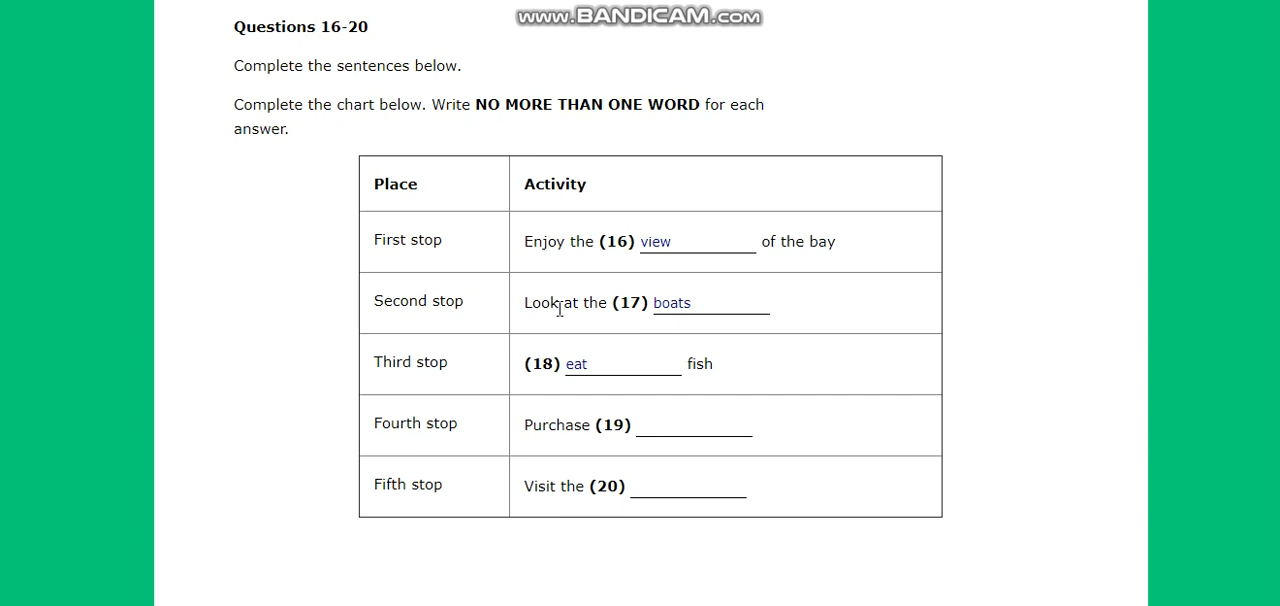 www.BANDICAM.com
Questions 16-20
Complete the sentences below.
Complete the chart below. Write NO MORE THAN ONE WORD for each
answer.
Place Activity
First stop Enjoy the (16) view of the bay
Second stop Look at the (17) boats
Third stop (18) eat fish
Fourth stop Purchase (19)
Fifth stop Visit the (20)